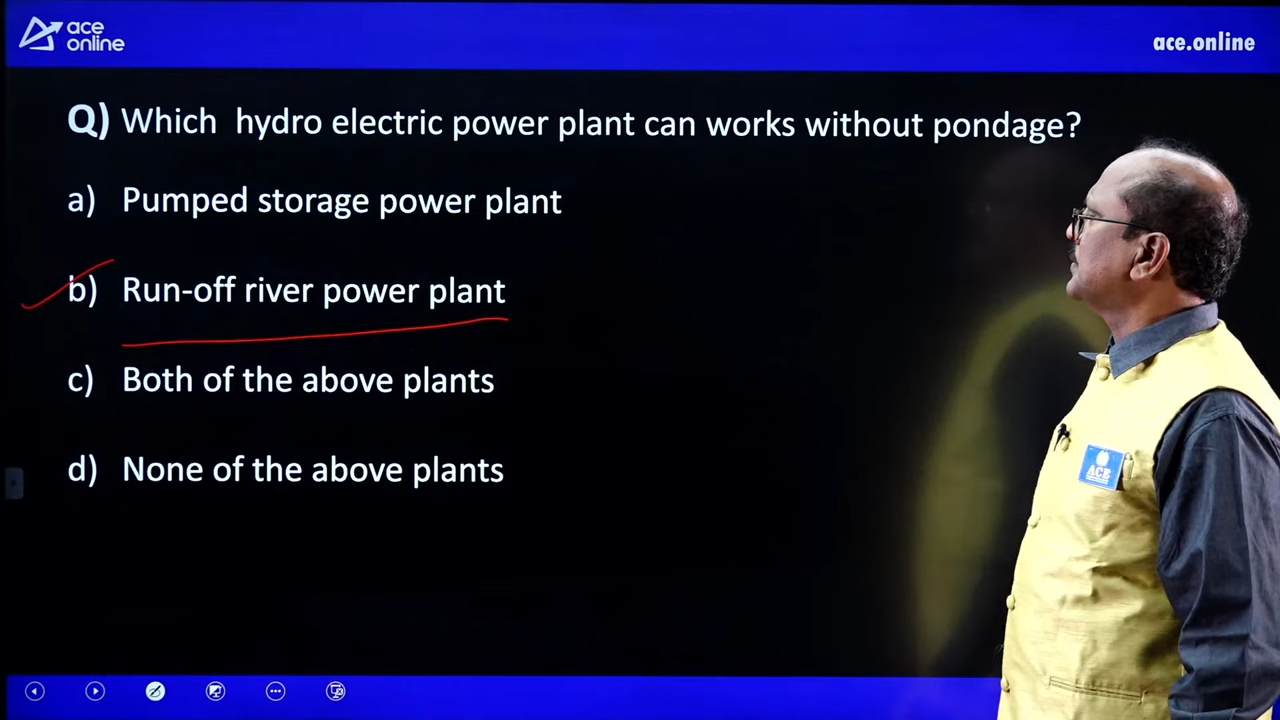 ace
online
ace.online
Q) Which hydro electric power plant can works without pondage?
a) Pumped storage power plant
b) Run-off river power plant
c) Both of the above plants
d) None of the above plants
ACE